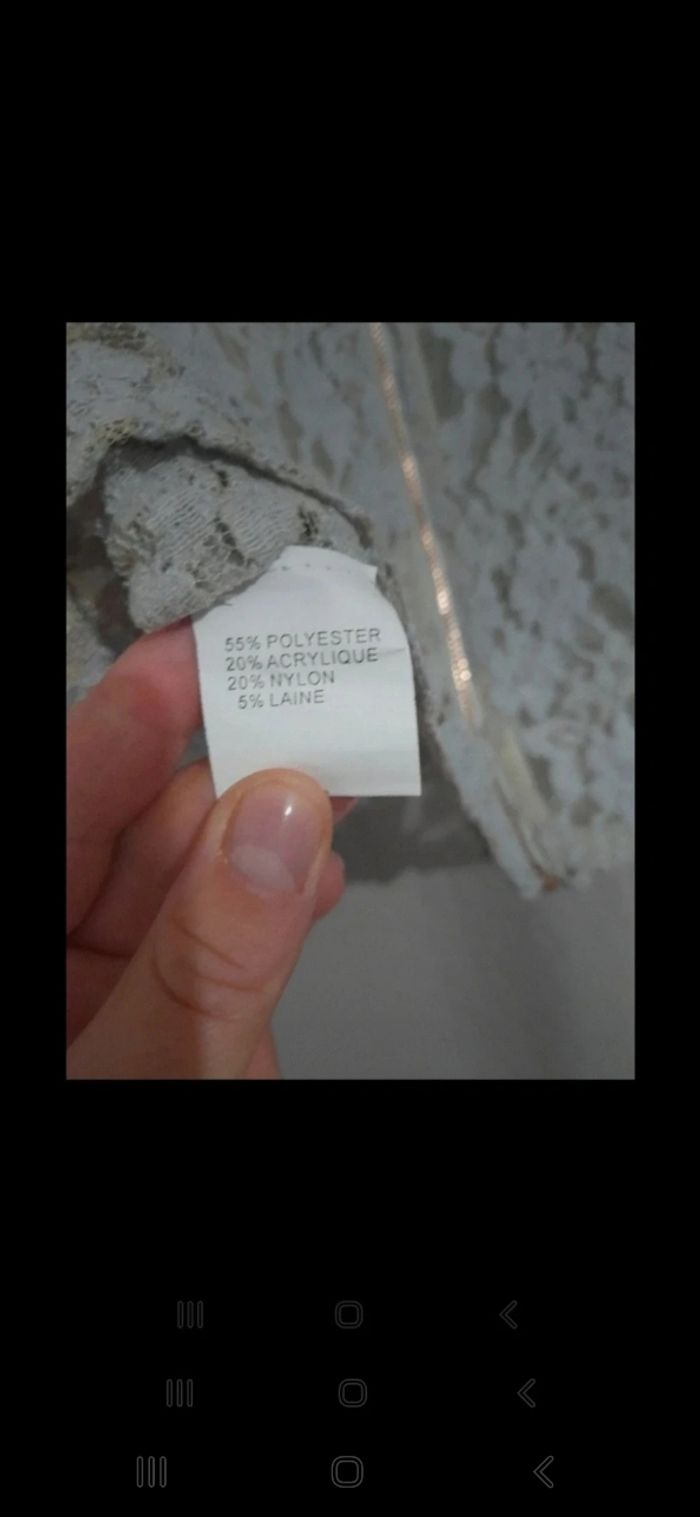 55% POLYESTER
20% ACRYLIQUE
20% NYLON
5% LAINE